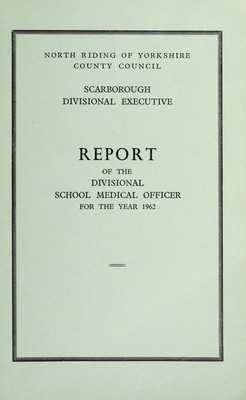 NORTH RIDING OF YORKSHIRE
COUNTY COUNCIL
SCARBOROUGH
DIVISIONAL EXECUTIVE
REPORT
OF THE
DIVISIONAL
SCHOOL MEDICAL OFFICER
FOR THE YEAR 1962